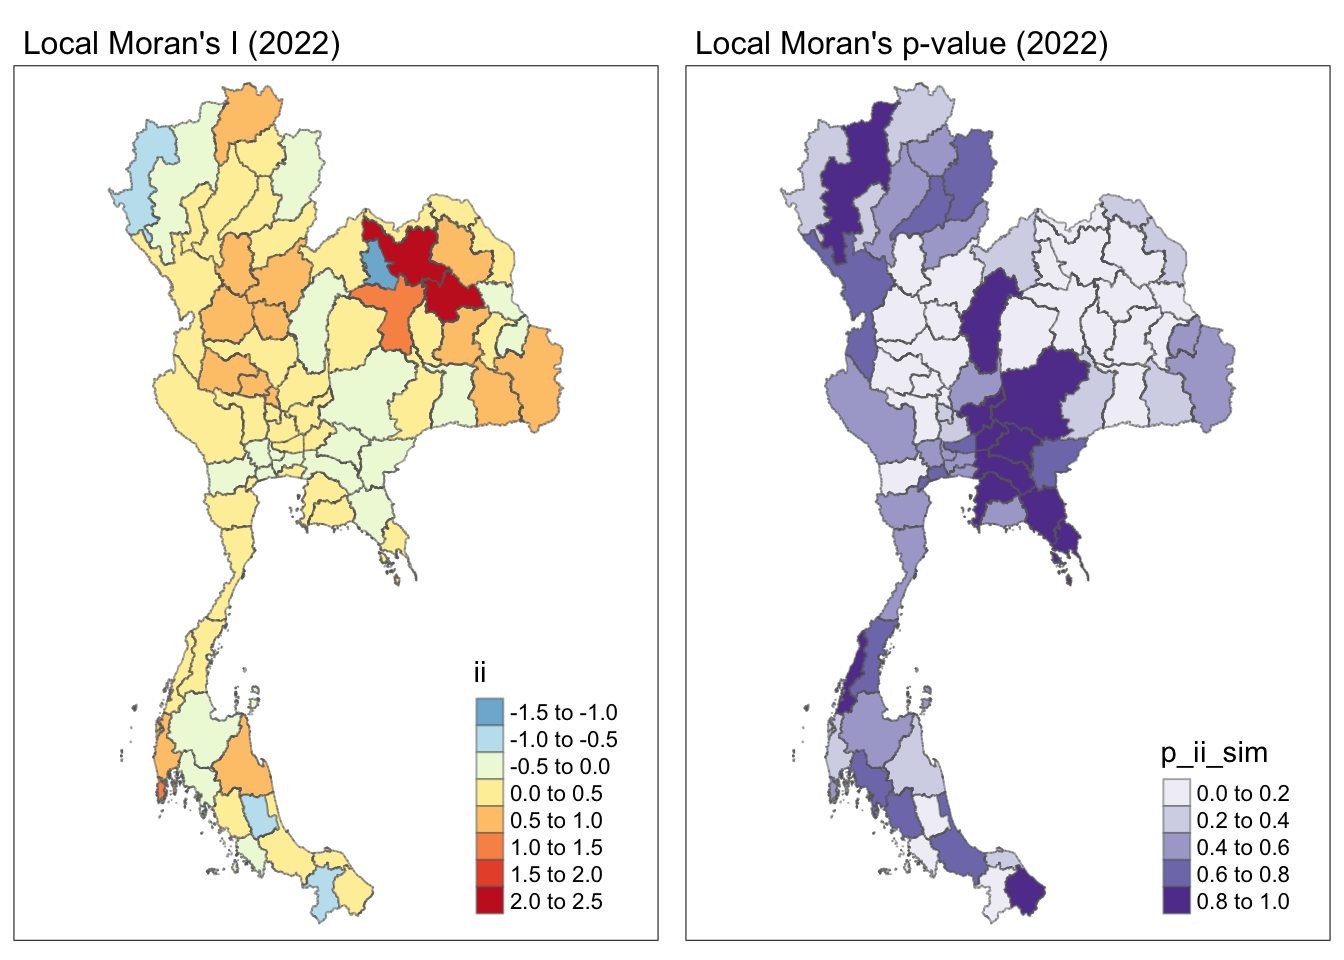 Local Moran's I (2022)
Local Moran's p-value (2022)
ii
-1.5 to -1.0
-1.0 to -0.5
-0.5 to 0.0
0.0 to 0.5
0.5 to 1.0
1.0 to 1.5
1.5 to 2.0
2.0 to 2.5
p_ii_sim
0.0 to 0.2
0.2 to 0.4
0.4 to 0.6
0.6 to 0.8
0.8 to 1.0